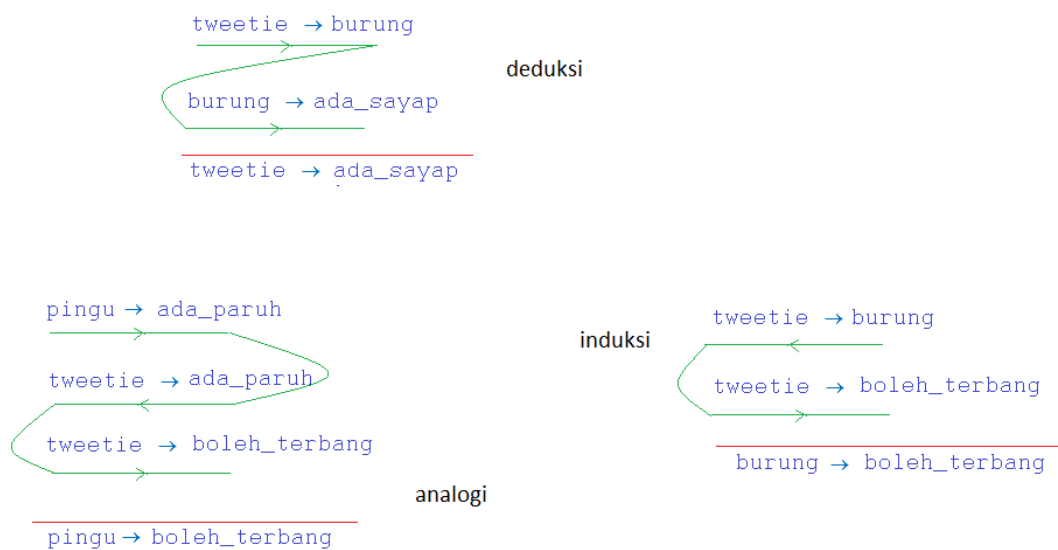 tweetie → burung
deduksi
burung → ada_sayap
tweetie → ada_sayap
pingu → ada_paruh
tweetie → ada_paruh
tweetie → boleh_terbang
analogi
pingu → boleh_terbang
induksi
tweetie → burung
tweetie → boleh_terbang
burung → boleh_terbang